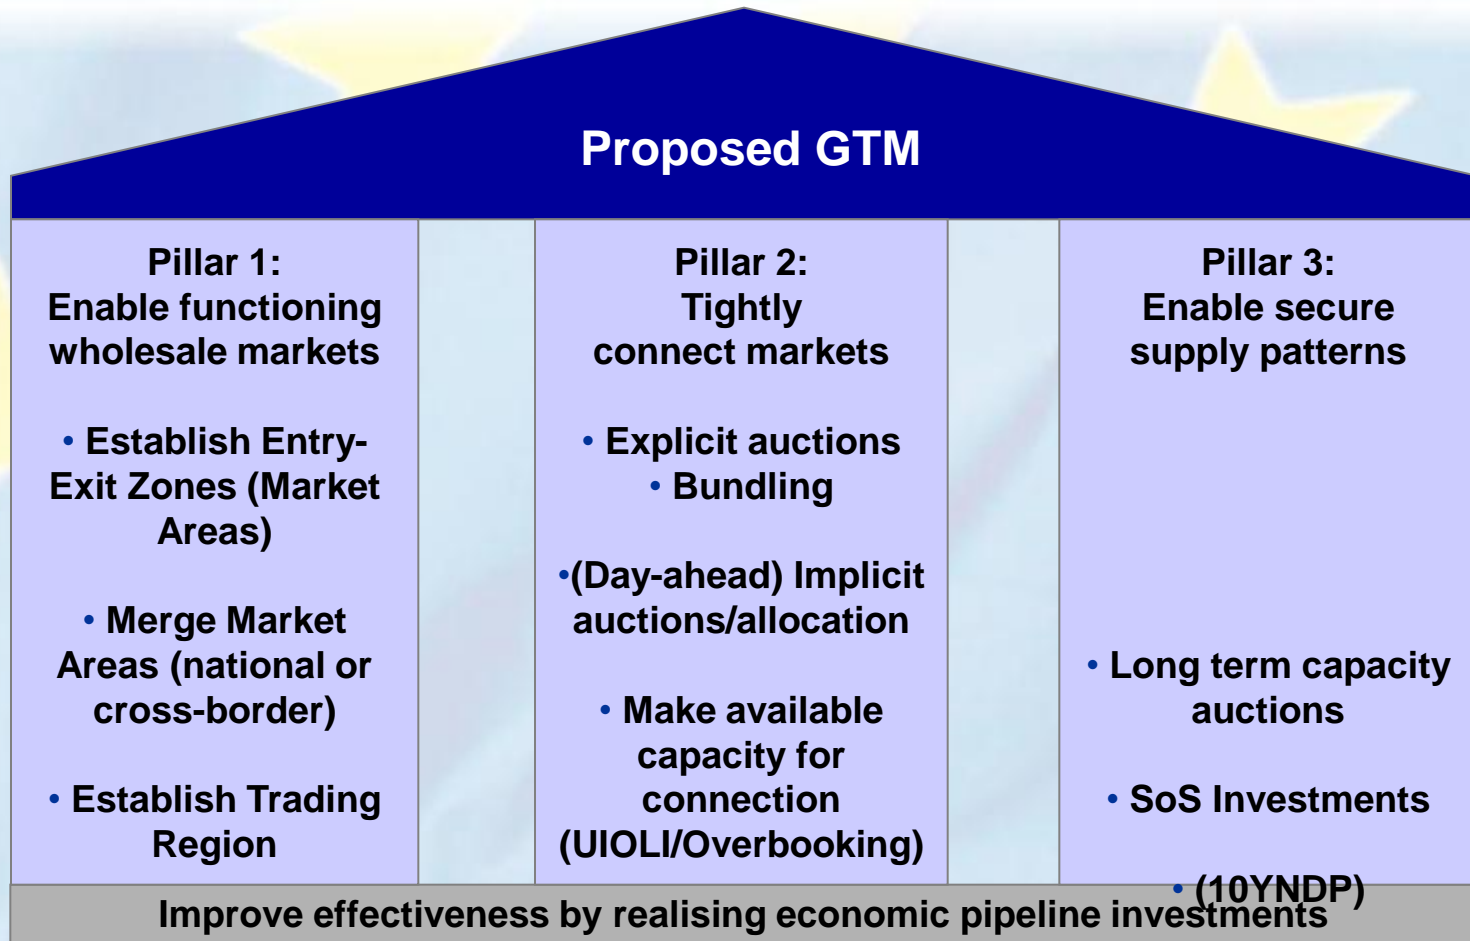 Proposed GTM
Pillar 1:
Enable functioning
wholesale markets
• Establish Entry-
Exit Zones (Market
Areas)
• Merge Market
Areas (national or
cross-border)
• Establish Trading
Region
Pillar 2:
Tightly
connect markets
• Explicit auctions
• Bundling
•(Day-ahead) Implicit
auctions/allocation
• Make available
capacity for
connection
(UIOLI/Overbooking)
Pillar 3:
Enable secure
supply patterns
• Long term capacity
auctions
• SoS Investments
• (10YNDP)
Improve effectiveness by realising economic pipeline investments